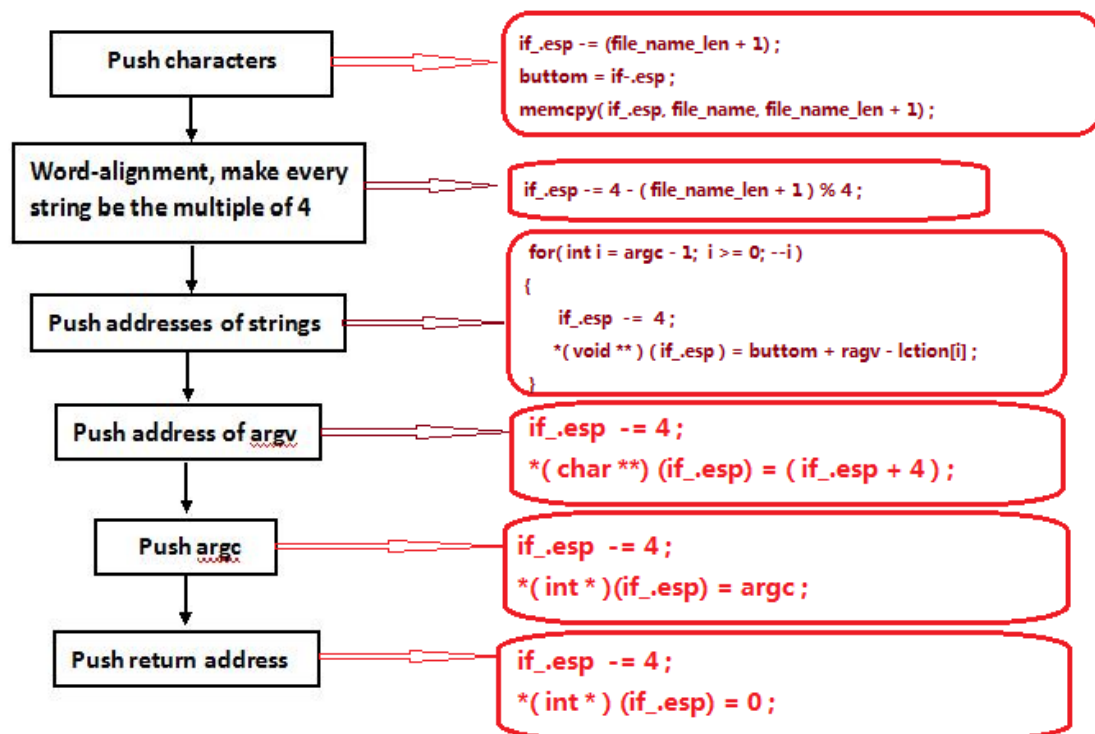 Push characters
if_.esp -= (file_name_len + 1) ;
buttom = if-.esp ;
memcpy( if_.esp, file_name, file_name_len + 1) ;
Word-alignment, make every
string be the multiple of 4
if_.esp -= 4 - ( file_name_len + 1 ) % 4 ;
Push addresses of strings
for( int i = argc - 1; i >= 0; --i )
{
if_.esp -= 4 ;
*( void ** ) ( if_.esp ) = buttom + ragv - lction[i] ;
}
Push address of argv
if_.esp -= 4 ;
*( char **) (if_.esp) = ( if_.esp + 4 ) ;
Push argc
if_.esp -= 4 ;
*( int * )(if_.esp) = argc ;
Push return address
if_.esp -= 4 ;
*( int * ) (if_.esp) = 0 ;